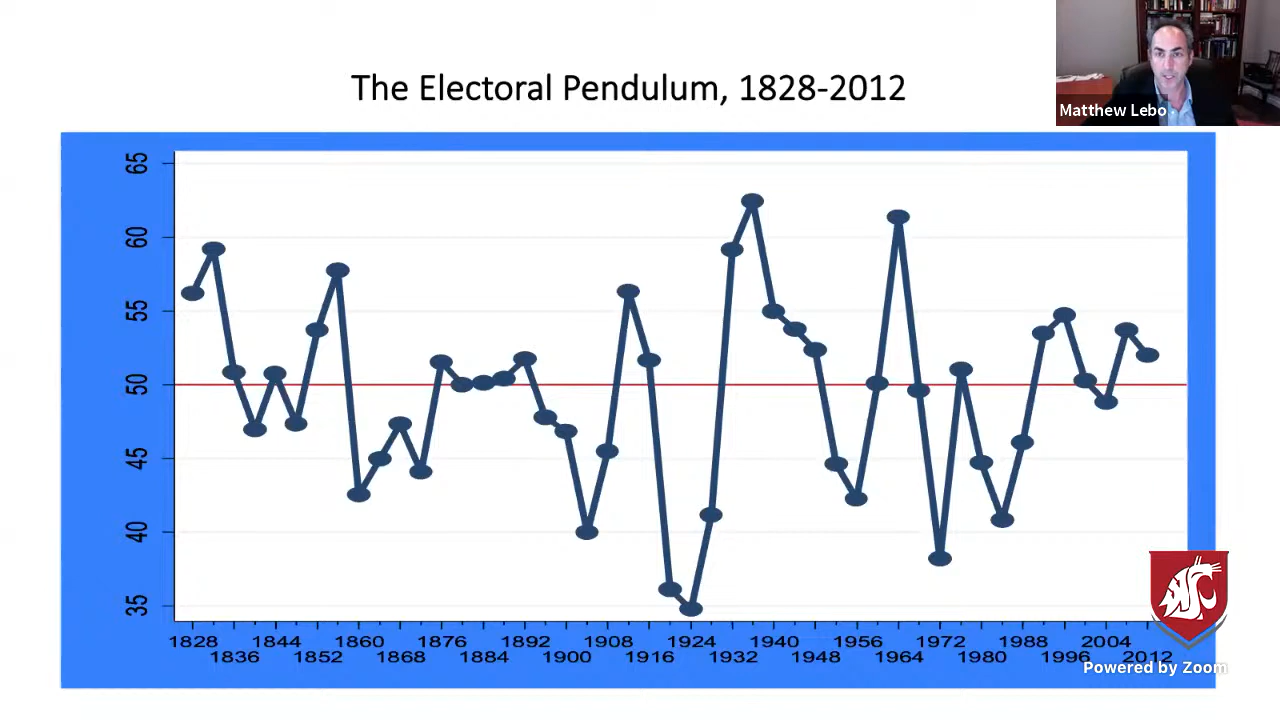 The Electoral Pendulum, 1828-2012
Matthew Lebo
65
60
55
50
45
40
35
1828 1844 1860 1876 1892 1908 1924 1940 1956 1972 1988 2004
1836 1852 1868 1884 1900 1916 1932 1948 1964 1980 1996 2012
Powered by Zoom